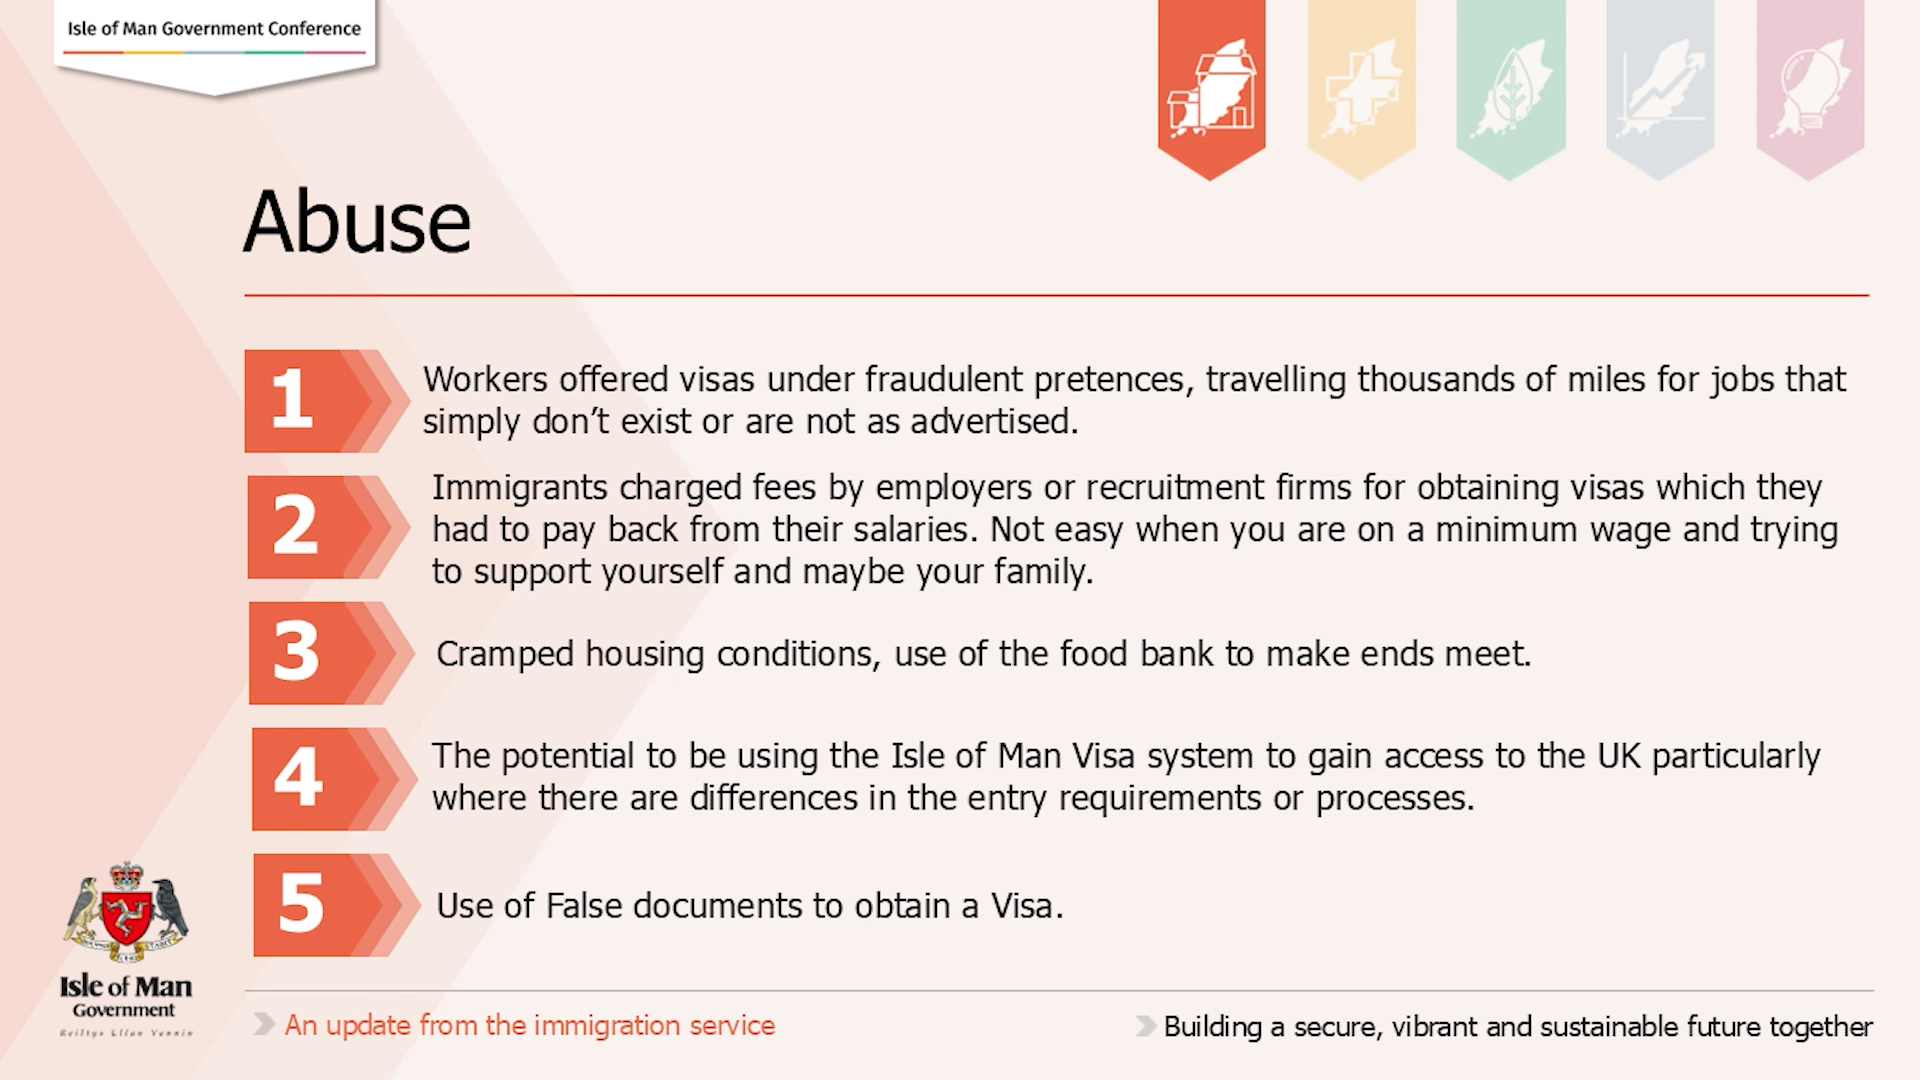 Isle of Man Government Conference
Abuse
1
Workers offered visas under fraudulent pretences, travelling thousands of miles for jobs that
simply don’t exist or are not as advertised.
2
Immigrants charged fees by employers or recruitment firms for obtaining visas which they
had to pay back from their salaries. Not easy when you are on a minimum wage and trying
to support yourself and maybe your family.
3
Cramped housing conditions, use of the food bank to make ends meet.
4
The potential to be using the Isle of Man Visa system to gain access to the UK particularly
where there are differences in the entry requirements or processes.
5
Use of False documents to obtain a Visa.
Isle of Man
Government
Reiltys Ellan Vannin
An update from the immigration service
Building a secure, vibrant and sustainable future together